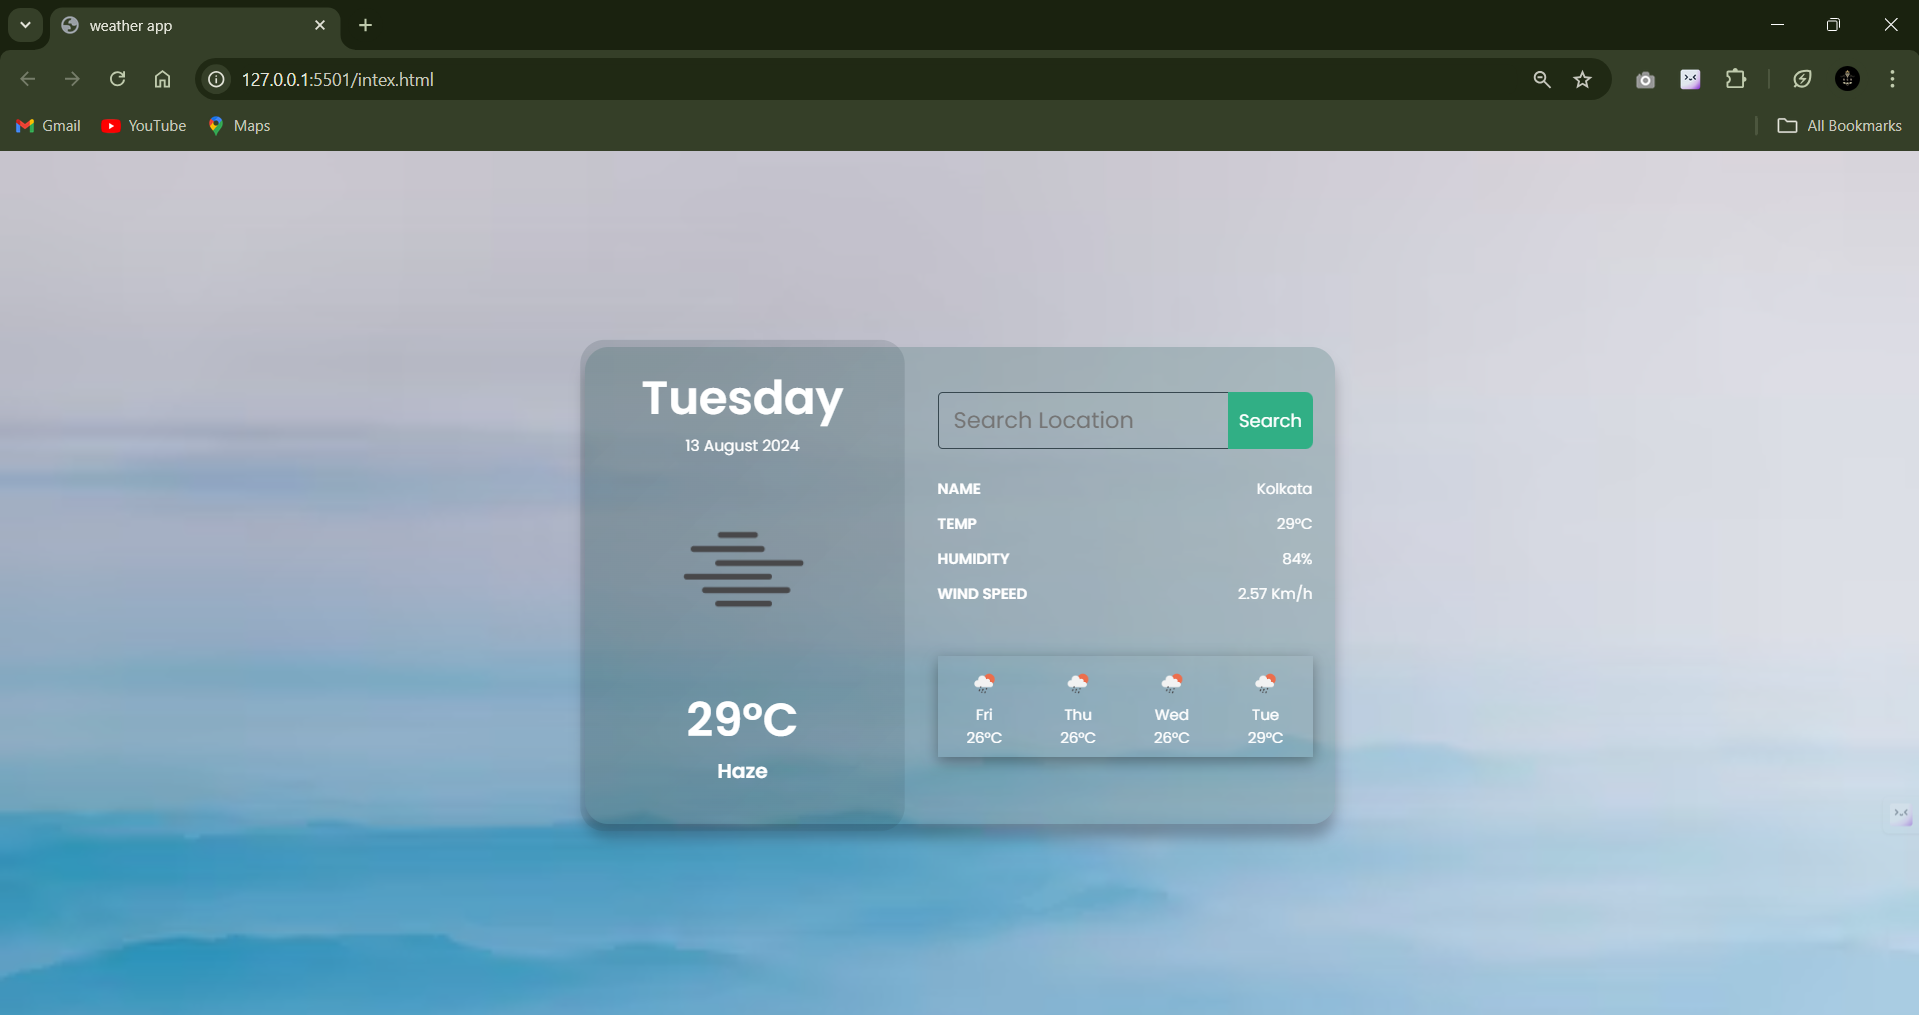 weather app
127.0.0.1:5501/intex.html
Gmail YouTube Maps All Bookmarks
Tuesday
13 August 2024
29°C
Haze
Search Location Search
NAME Kolkata
TEMP 29°C
HUMIDITY 84%
WIND SPEED 2.57 Km/h
Fri Thu Wed Tue
26°C 26°C 26°C 29°C